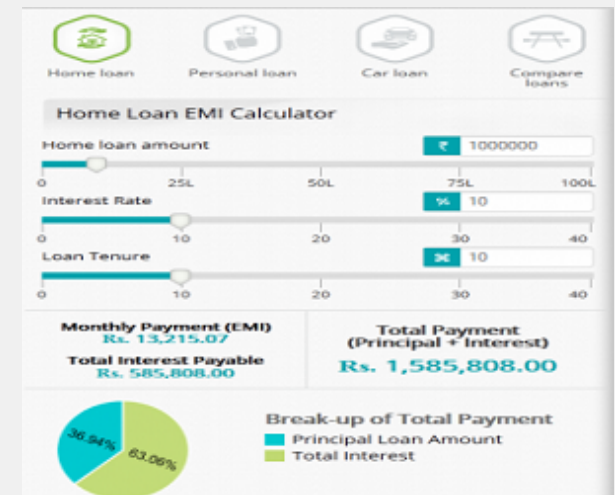 Home loan
Personal loan
Car loan
Compare loans
Home Loan EMI Calculator
Home loan amount
₹ 1000000
0 25L 50L 75L 100L
Interest Rate
% 10
0 10 20 30 40
Loan Tenure
10
0 10 20 30 40
Monthly Payment (EMI)
Rs. 13,215.07
Total Interest Payable
Rs. 585,808.00
Total Payment
(Principal + Interest)
Rs. 1,585,808.00
Break-up of Total Payment
Principal Loan Amount
Total Interest
36.94%
63.06%